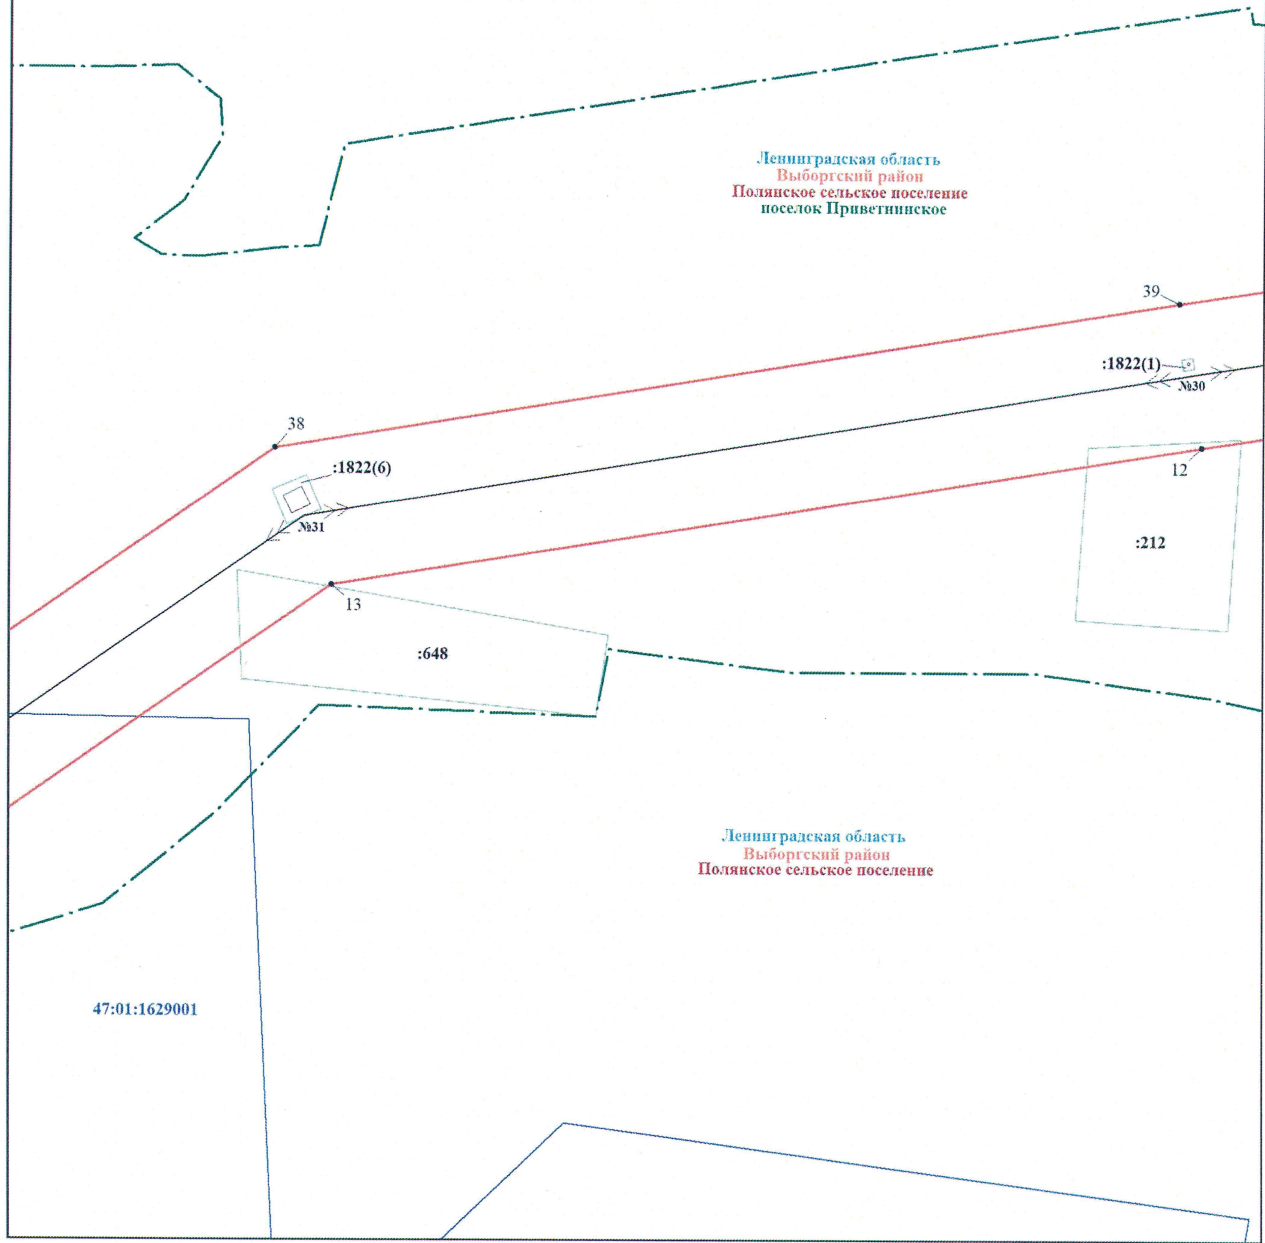 Ленинградская область
Выборгский район
Полянское сельское поселение
поселок Приветнинское
39
:1822(1)
№30
38
:1822(6)
12
№31
:212
13
:648
Ленинградская область
Выборгский район
Полянское сельское поселение
47:01:1629001